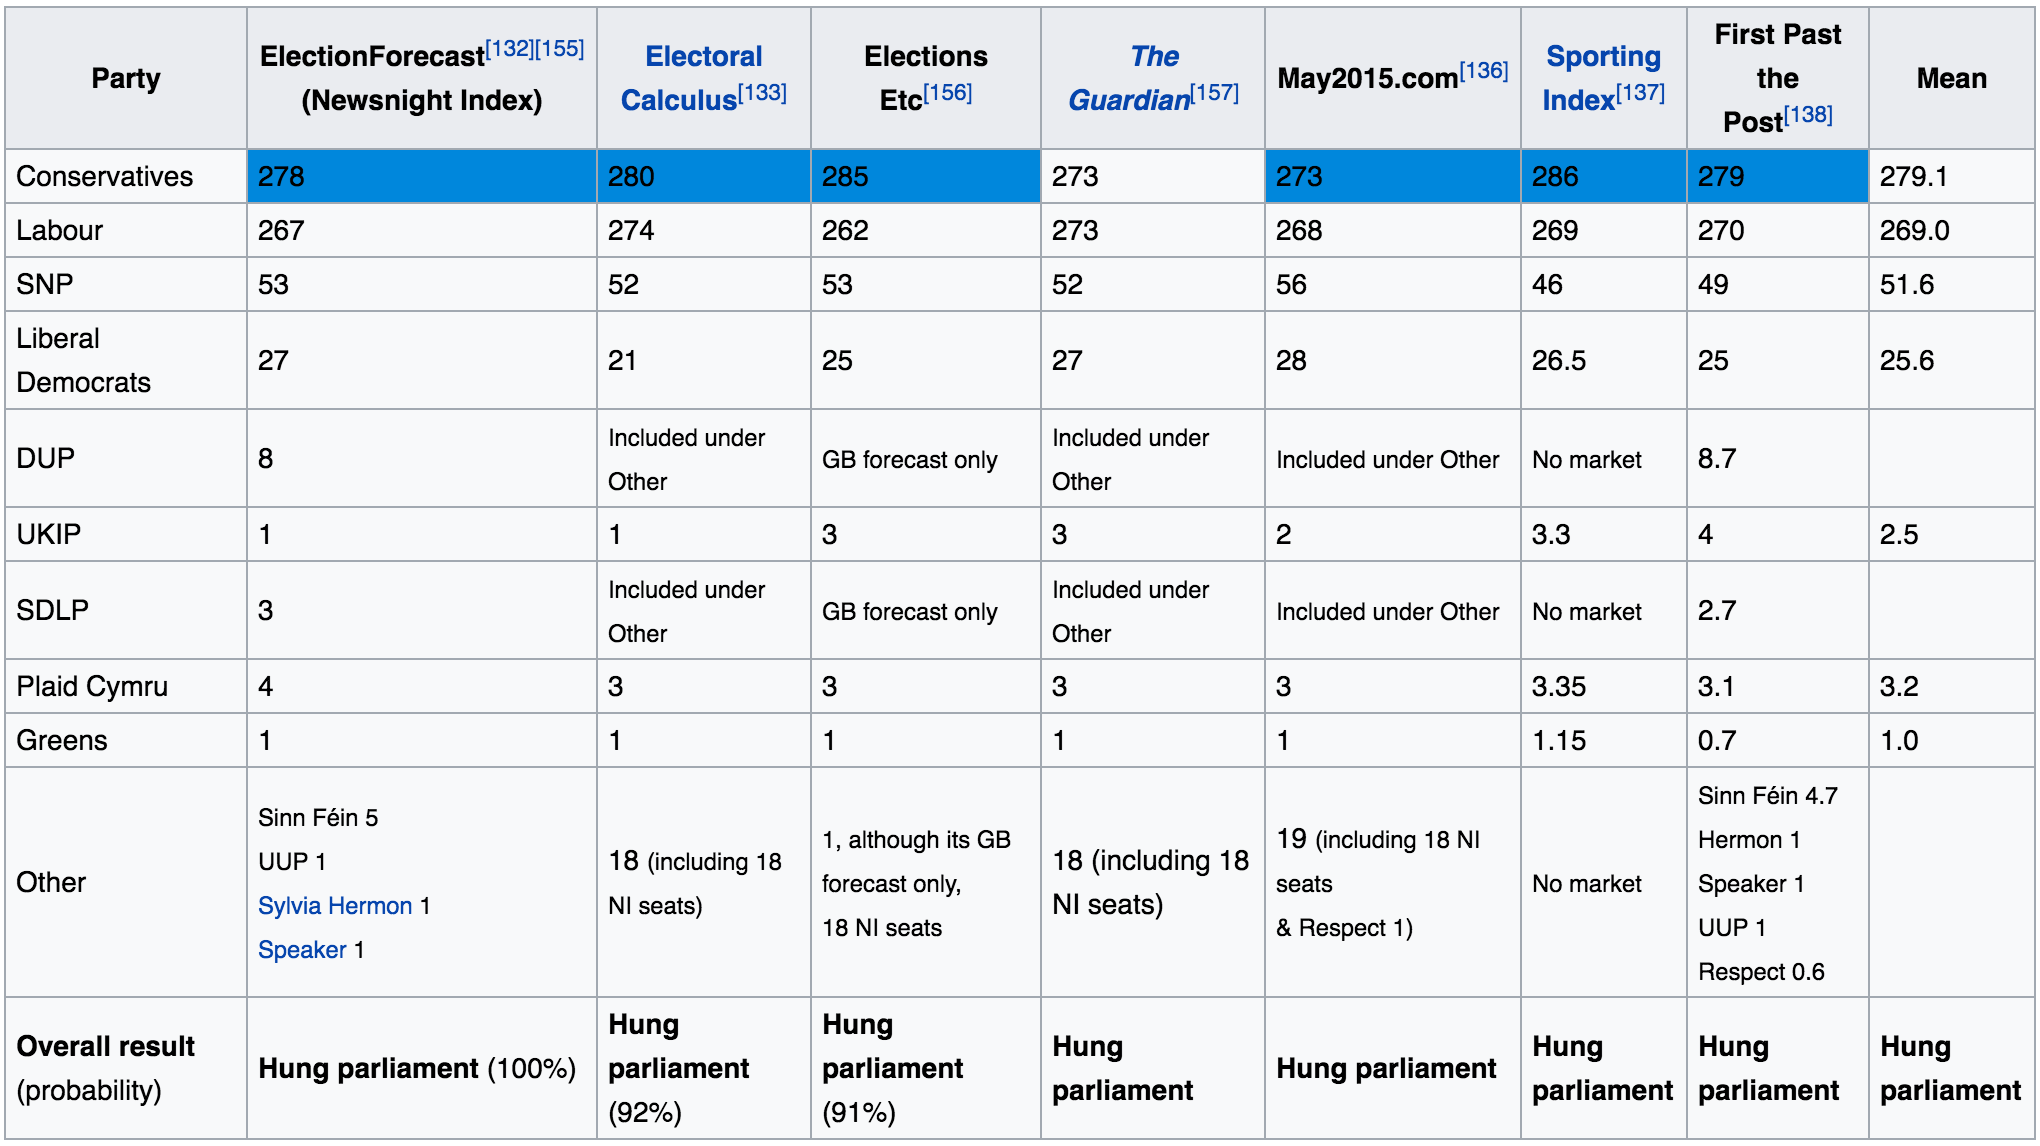 Party ElectionForecast[132][155] (Newsnight Index) Electoral Calculus[133] Elections Etc[156] The Guardian[157] May2015.com[136] Sporting Index[137] First Past the Post[138] Mean
Conservatives 278 280 285 273 273 286 279 279.1
Labour 267 274 262 273 268 269 270 269.0
SNP 53 52 53 52 56 46 49 51.6
Liberal Democrats 27 21 25 27 28 26.5 25 25.6
DUP 8 Included under Other GB forecast only Included under Other Included under Other No market 8.7
UKIP 1 1 3 3 2 3.3 4 2.5
SDLP 3 Included under Other GB forecast only Included under Other Included under Other No market 2.7
Plaid Cymru 4 3 3 3 3 3.35 3.1 3.2
Greens 1 1 1 1 1 1.15 0.7 1.0
Other Sinn Féin 5 UUP 1 Sylvia Hermon 1 Speaker 1 18 (including 18 NI seats) 1, although its GB forecast only, 18 NI seats 18 (including 18 NI seats) 19 (including 18 NI seats & Respect 1) No market Sinn Féin 4.7 Hermon 1 Speaker 1 UUP 1 Respect 0.6
Overall result (probability) Hung parliament (100%) Hung parliament (92%) Hung parliament (91%) Hung parliament Hung parliament Hung parliament Hung parliament Hung parliament